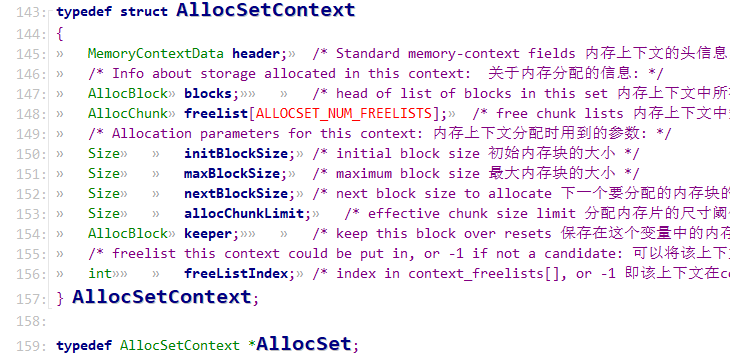 143: typedef struct AllocSetContext
144: {
145: » MemoryContextData header;» /* Standard memory-context fields 内存上下文的头信息
146: » /* Info about storage allocated in this context: 关于内存分配的信息: */
147: » AllocBlock» blocks;»» » /* head of list of blocks in this set 内存上下文中所
148: » AllocChunk» freelist[ALLOCSET_NUM_FREELISTS];» /* free chunk lists 内存上下文中
149: » /* Allocation parameters for this context: 内存上下文分配时用到的参数: */
150: » Size» » initBlockSize;» /* initial block size 初始内存块的大小 */
151: » Size» » maxBlockSize;» /* maximum block size 最大内存块的大小 */
152: » Size» » nextBlockSize;» /* next block size to allocate 下一个要分配的内存块的
153: » Size» » allocChunkLimit;» /* effective chunk size limit 分配内存片的尺寸阈
154: » AllocBlock» keeper;»» » /* keep this block over resets 保存在这个变量中的内存
155: » /* freelist this context could be put in, or -1 if not a candidate: 可以将该上下
156: » int»» » freeListIndex;» /* index in context_freelists[], or -1 即该上下文在co
157: } AllocSetContext;
158:
159: typedef AllocSetContext *AllocSet;